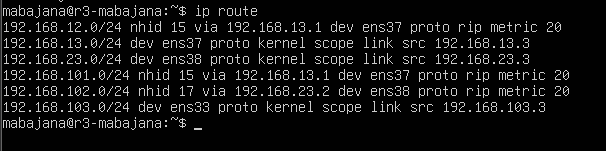 mabajana@r3-mabajana:~$ ip route
192.168.12.0/24 nhid 15 via 192.168.13.1 dev ens37 proto rip metric 20
192.168.13.0/24 dev ens37 proto kernel scope link src 192.168.13.3
192.168.23.0/24 dev ens38 proto kernel scope link src 192.168.23.3
192.168.101.0/24 nhid 15 via 192.168.13.1 dev ens37 proto rip metric 20
192.168.102.0/24 nhid 17 via 192.168.23.2 dev ens38 proto rip metric 20
192.168.103.0/24 dev ens33 proto kernel scope link src 192.168.103.3
mabajana@r3-mabajana:~$ _